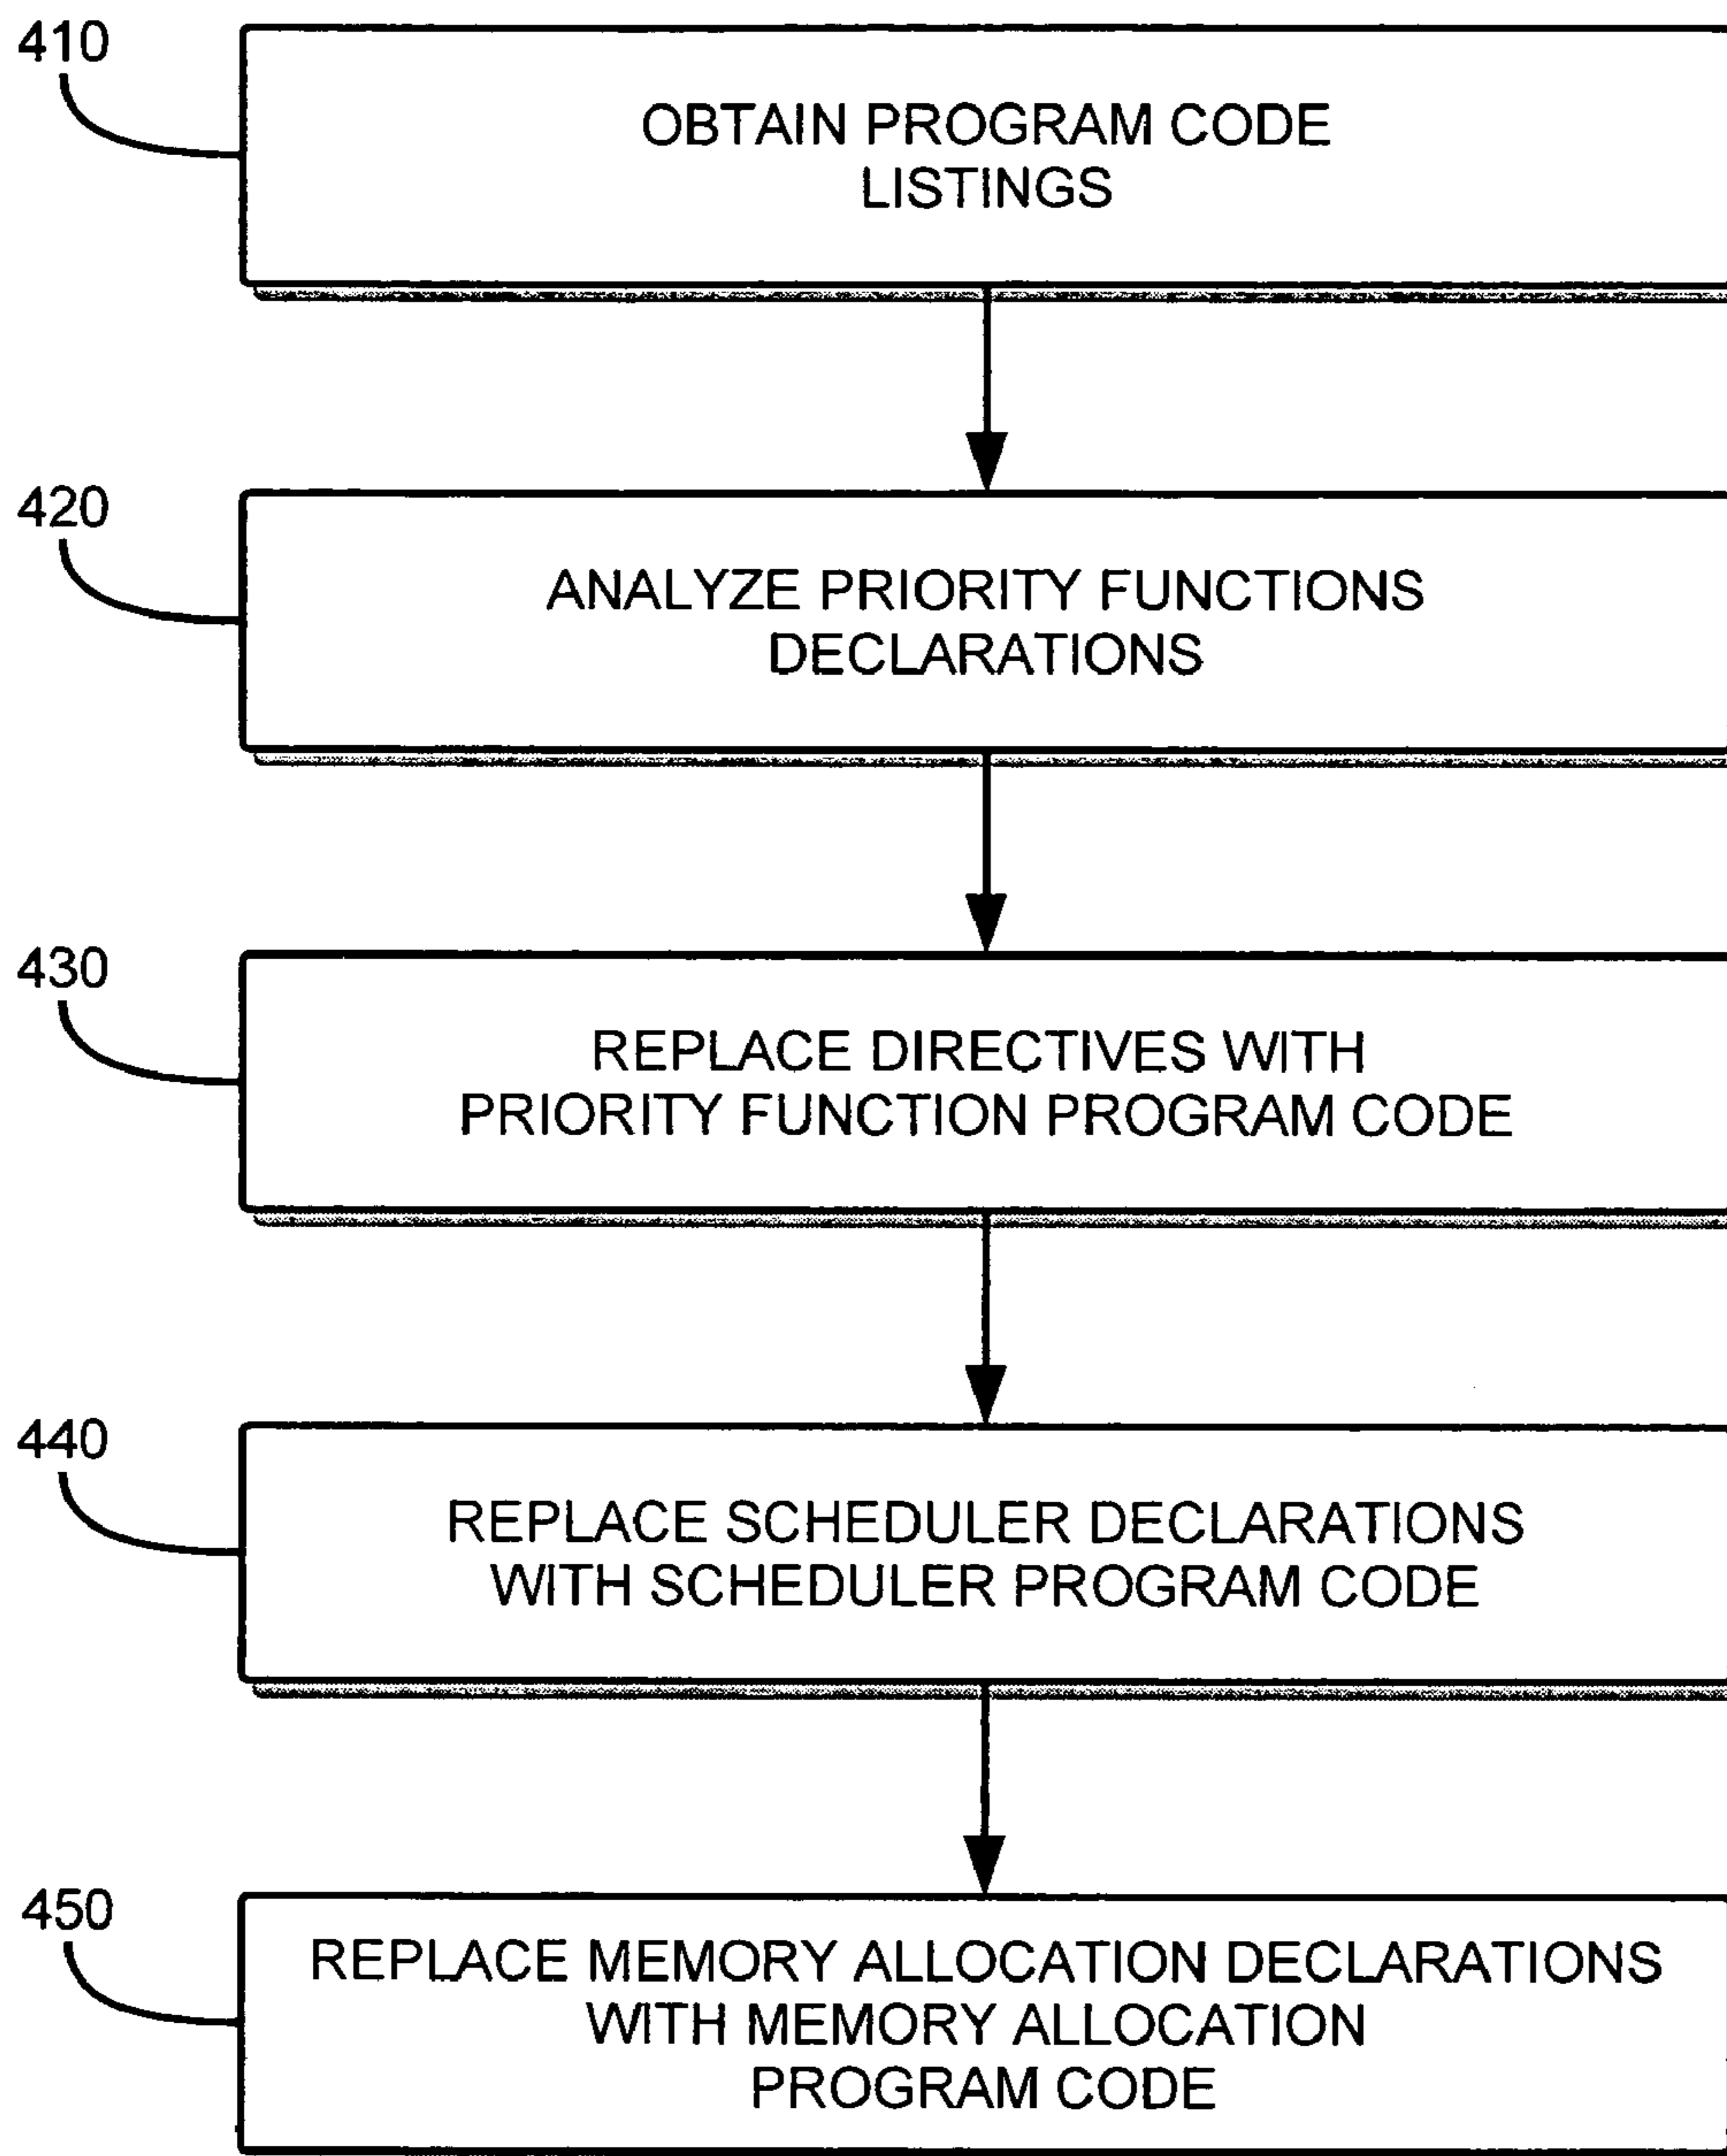 410
OBTAIN PROGRAM CODE
LISTINGS
420
ANALYZE PRIORITY FUNCTIONS
DECLARATIONS
430
REPLACE DIRECTIVES WITH
PRIORITY FUNCTION PROGRAM CODE
440
REPLACE SCHEDULER DECLARATIONS
WITH SCHEDULER PROGRAM CODE
450
REPLACE MEMORY ALLOCATION DECLARATIONS
WITH MEMORY ALLOCATION
PROGRAM CODE